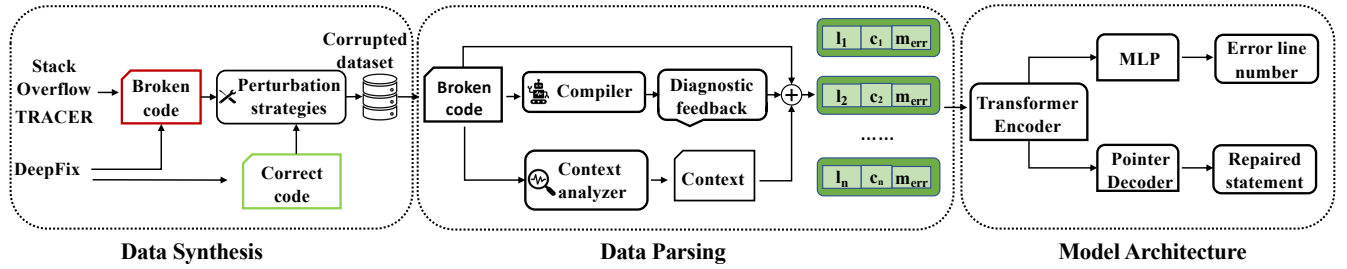 Stack
Overflow
TRACER
DeepFix
Broken
code
Perturbation
strategies
Corrupted
dataset
Correct
code
Data Synthesis
Broken
code
Compiler
Diagnostic
feedback
Context
analyzer
Context
l1 c1 merr
l2 c2 merr
......
ln cn merr
Data Parsing
Transformer
Encoder
MLP
Error line
number
Pointer
Decoder
Repaired
statement
Model Architecture